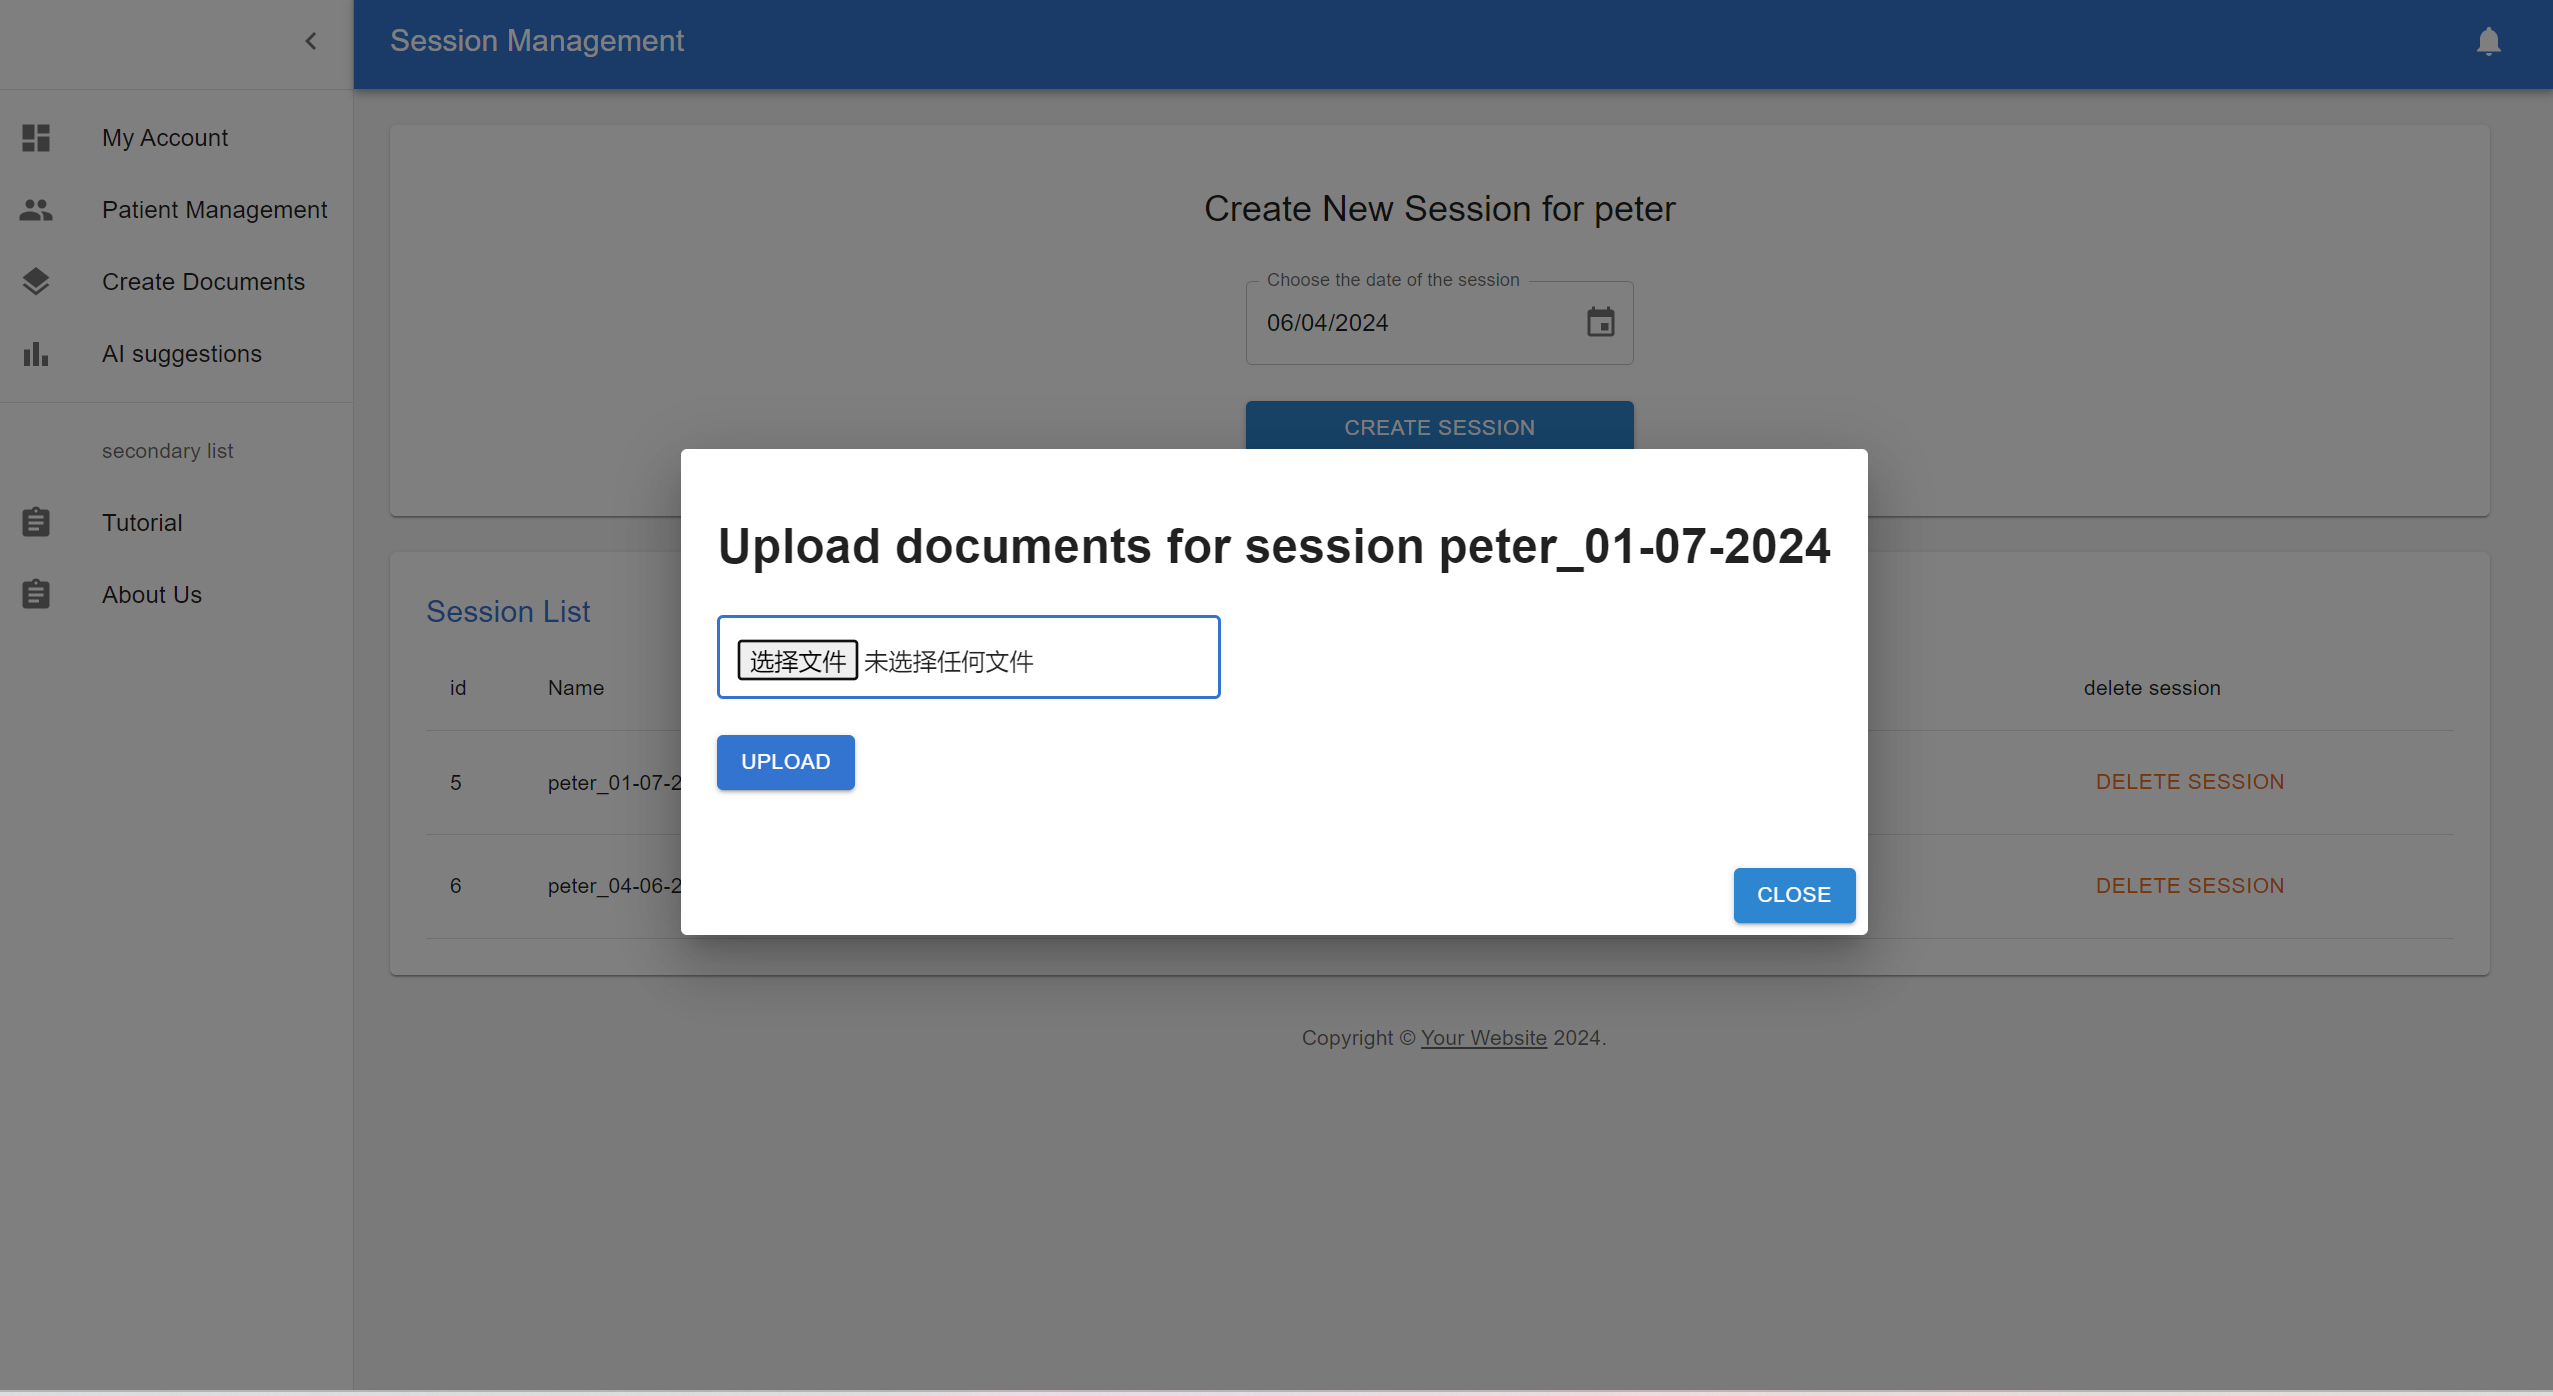 Session Management
My Account
Patient Management
Create Documents
AI suggestions
secondary list
Tutorial
About Us
Create New Session for peter
Choose the date of the session
06/04/2024
CREATE SESSION
Upload documents for session peter_01-07-2024
选择文件 未选择任何文件
UPLOAD
CLOSE
Session List
id Name delete session
5 peter_01-07-2 DELETE SESSION
6 peter_04-06-2 DELETE SESSION
Copyright © Your Website 2024.